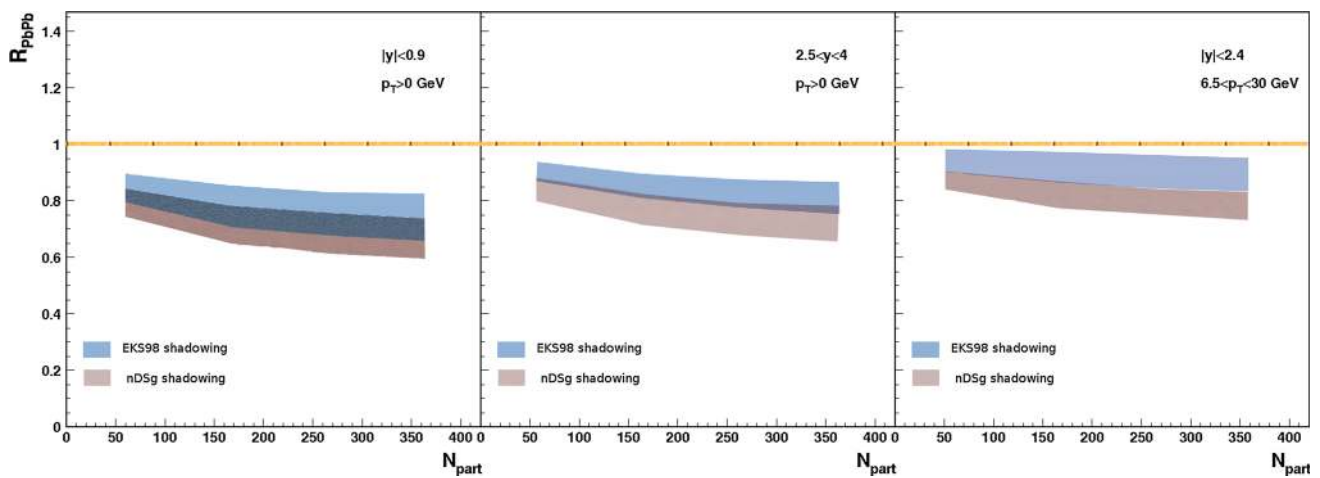 R_PbPb
1.4
1.2
1
0.8
0.6
0.4
0.2
0
|y|<0.9
p_T>0 GeV
EKS98 shadowing
nDSg shadowing
0 50 100 150 200 250 300 350 400
N_part
2.5<y<4
p_T>0 GeV
EKS98 shadowing
nDSg shadowing
0 50 100 150 200 250 300 350 400
N_part
|y|<2.4
6.5<p_T<30 GeV
EKS98 shadowing
nDSg shadowing
0 50 100 150 200 250 300 350 400
N_part